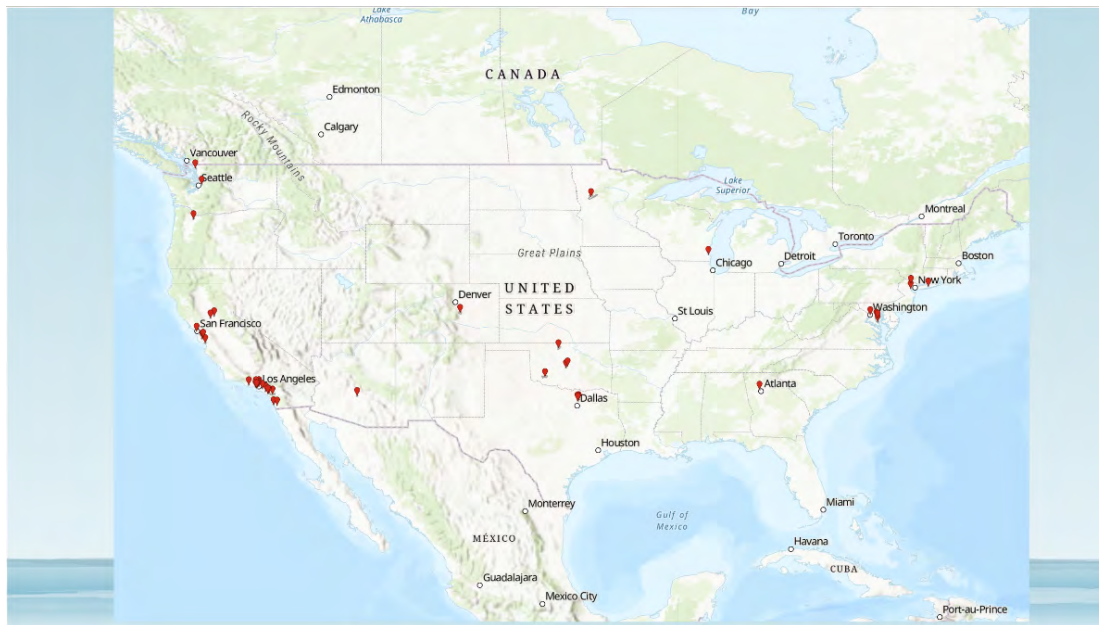 Lake
Athabasca
Bay
CANADA
Edmonton
Rocky Mountains
Calgary
Vancouver
Seattle
Lake
Superior
Montreal
Toronto
Boston
Great Plains
Chicago
Detroit
New York
UNITED
STATES
Denver
St Louis
Washington
San Francisco
Los Angeles
Atlanta
Dallas
Houston
Monterrey
Gulf of
Mexico
Miami
MÉXICO
Havana
CUBA
Guadalajara
Mexico City
Port-au-Prince